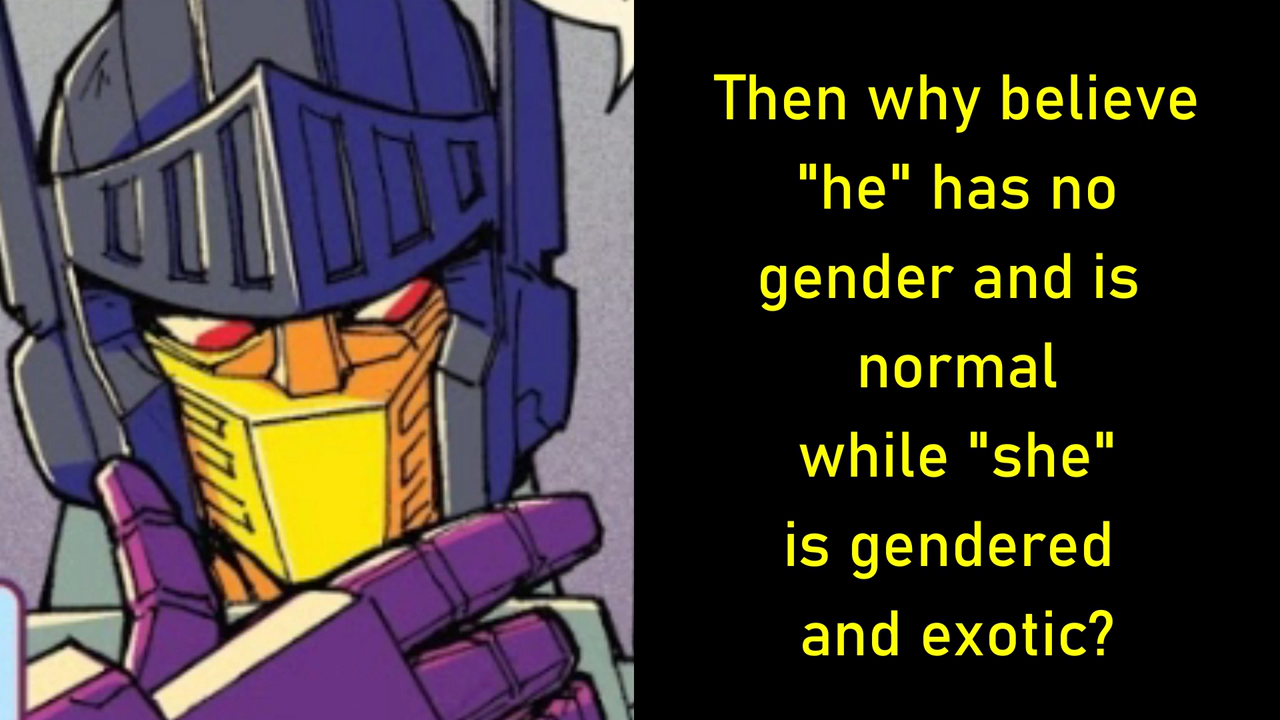 Then why believe
"he" has no
gender and is
normal
while "she"
is gendered
and exotic?